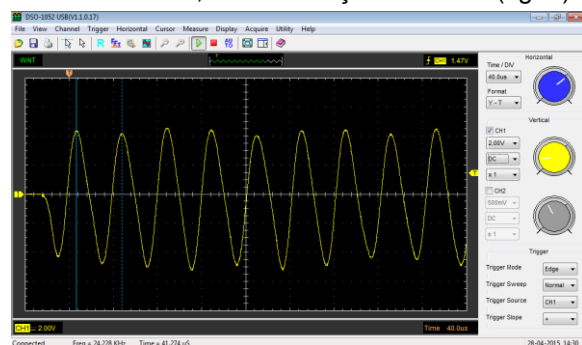 DSO-1052 USB(V1.1.0.17)
File View Channel Trigger Horizontal Cursor Measure Display Acquire Utility Help
WAIT
CH1 1.47V
Horizontal
Time / DIV
40.0us
Format
Y - T
Vertical
CH1
2.00V
DC
x 1
CH2
500mV
DC
x 1
Trigger
Trigger Mode Edge
Trigger Sweep Normal
Trigger Source CH1
Trigger Slope +
CH1 2.00V
Time 40.0us
Connected Freq = 24.228 KHz Time = 41.274 uS 28-04-2015 14:30